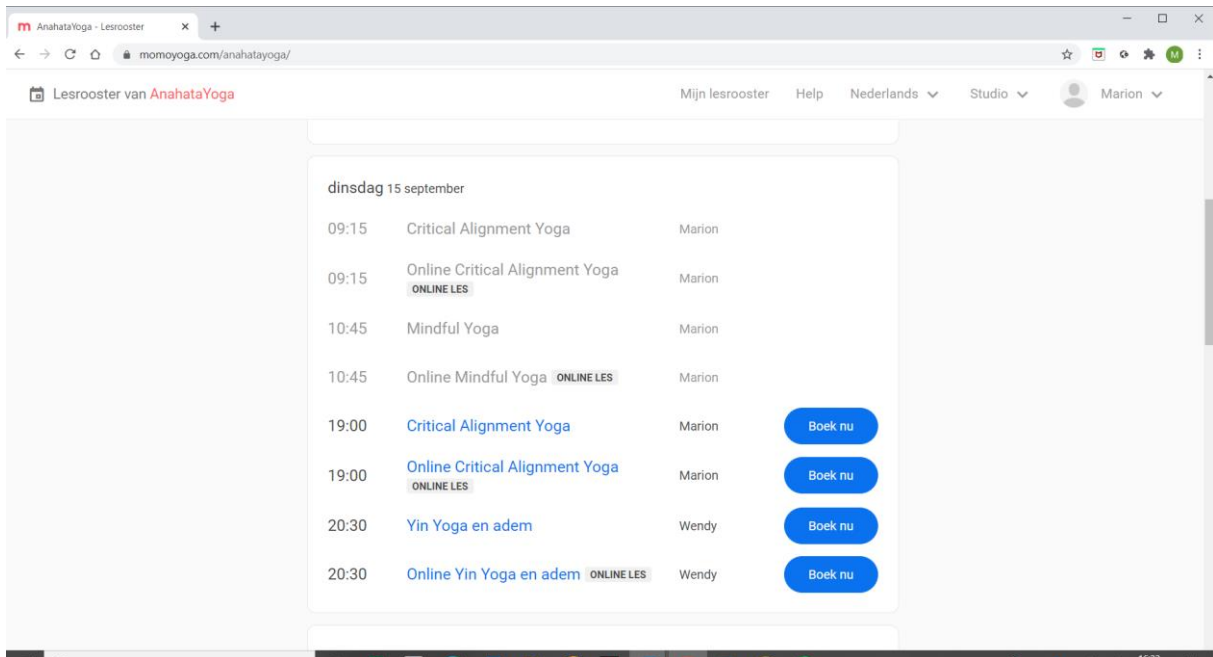 AnahataYoga - Lesrooster
momoyoga.com/anahatayoga/
M
Lesrooster van AnahataYoga Mijn lesrooster Help Nederlands Studio Marion
dinsdag 15 september
09:15 Critical Alignment Yoga Marion
09:15 Online Critical Alignment Yoga Marion
ONLINE LES
10:45 Mindful Yoga Marion
10:45 Online Mindful Yoga ONLINE LES Marion
19:00 Critical Alignment Yoga Marion Boek nu
19:00 Online Critical Alignment Yoga Marion Boek nu
ONLINE LES
20:30 Yin Yoga en adem Wendy Boek nu
20:30 Online Yin Yoga en adem ONLINE LES Wendy Boek nu